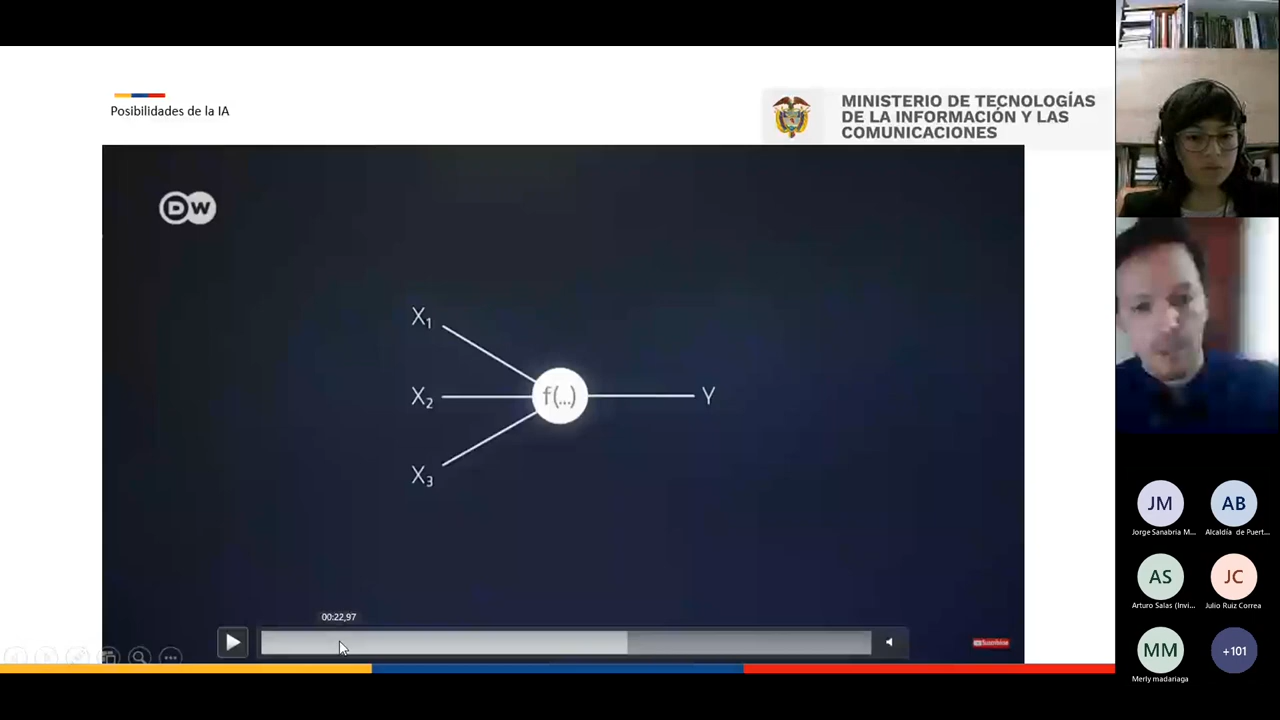 Posibilidades de la IA
MINISTERIO DE TECNOLOGÍAS
DE LA INFORMACIÓN Y LAS
COMUNICACIONES
DW
X₁
X₂
X₃
f(...)
Y
00:22,97
Suscribirse
JM
Jorge Sanabria M...
AB
Alcaldía de Puert...
AS
Arturo Salas (Invi...
JC
Julio Ruiz Correa
MM
Merly madariaga
+101